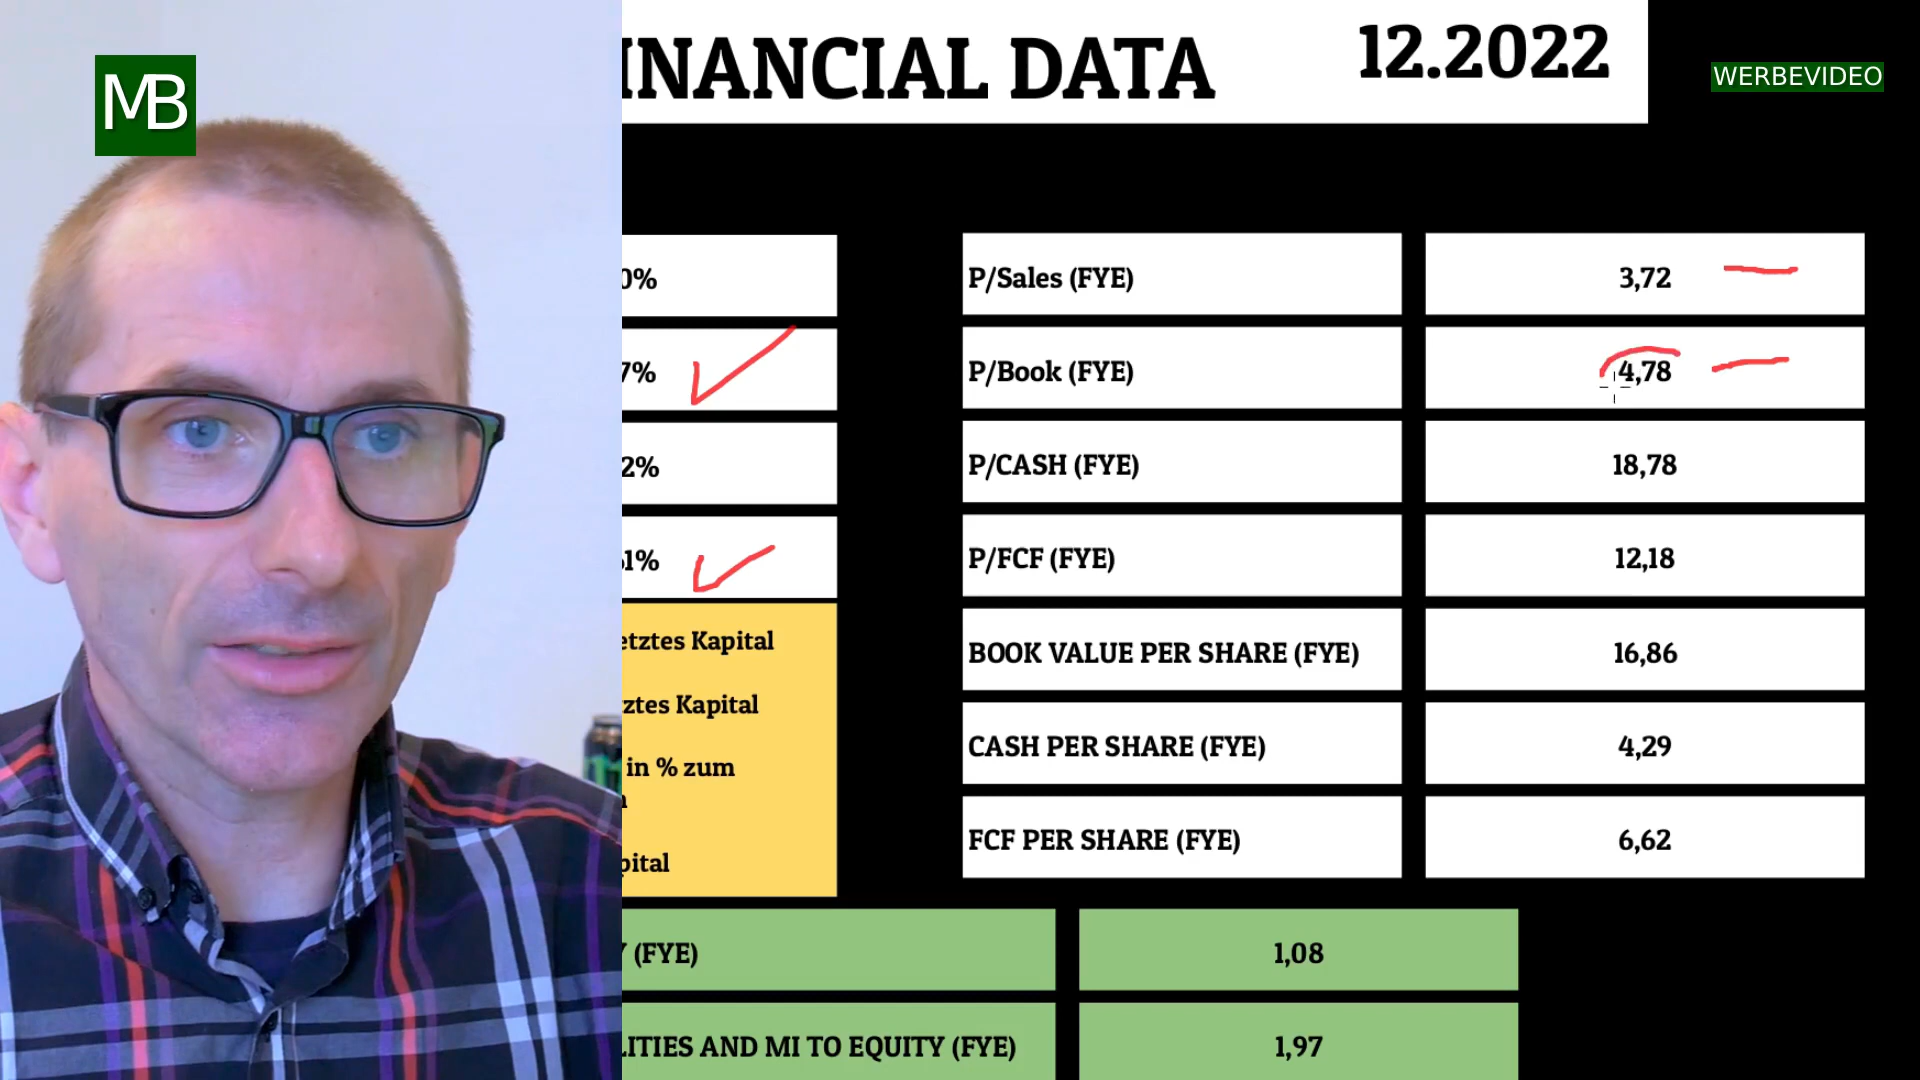 MB
INANCIAL DATA
12.2022
WERBEVIDEO
0%
7%
2%
1%
etztes Kapital
ztes Kapital
in % zum
pital
P/Sales (FYE) 3,72
P/Book (FYE) 4,78
P/CASH (FYE) 18,78
P/FCF (FYE) 12,18
BOOK VALUE PER SHARE (FYE) 16,86
CASH PER SHARE (FYE) 4,29
FCF PER SHARE (FYE) 6,62
(FYE) 1,08
LITIES AND MI TO EQUITY (FYE) 1,97